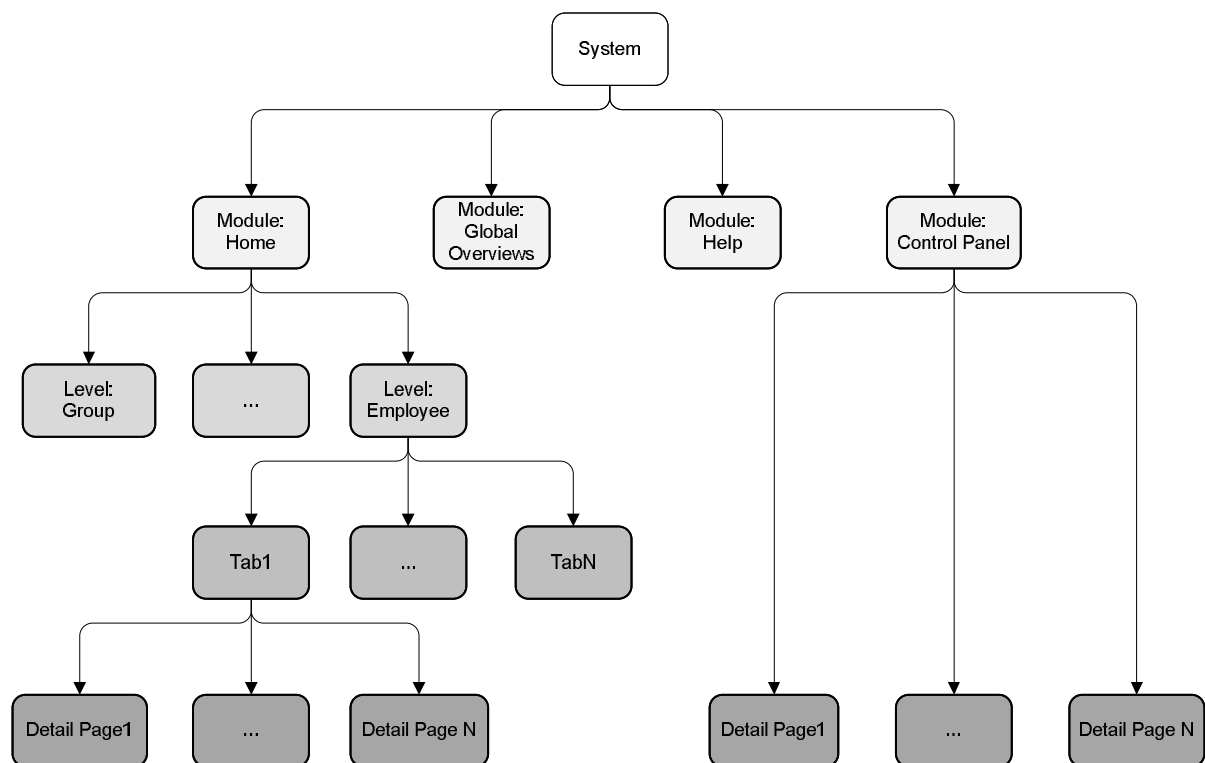 System
Module:
Home
Module:
Global
Overviews
Module:
Help
Module:
Control Panel
Level:
Group
...
Level:
Employee
Tab1
...
TabN
Detail Page1
...
Detail Page N
Detail Page1
...
Detail Page N